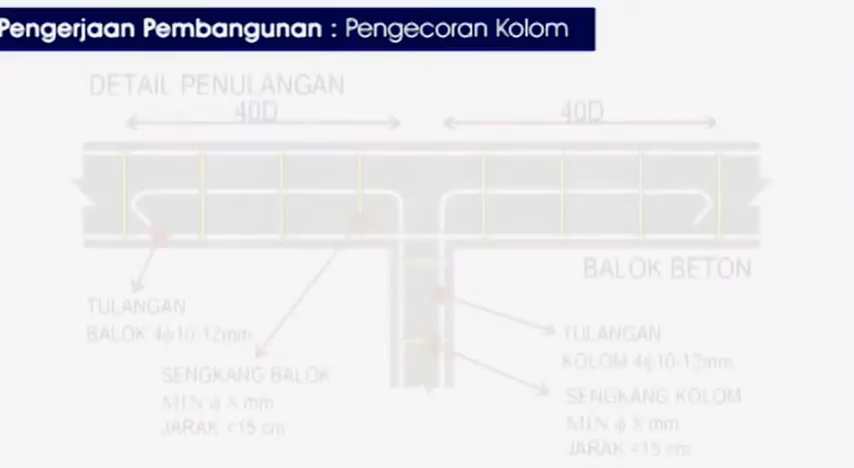 Pengerjaan Pembangunan : Pengecoran Kolom
DETAIL PENULANGAN
40D
40D
BALOK BETON
TULANGAN
BALOK 4ϕ10-12mm
SENGKANG BALOK
MIN ϕ 8 mm
JARAK <15 cm
TULANGAN
KOLOM 4ϕ10-12mm
SENGKANG KOLOM
MIN ϕ 8 mm
JARAK <15 cm